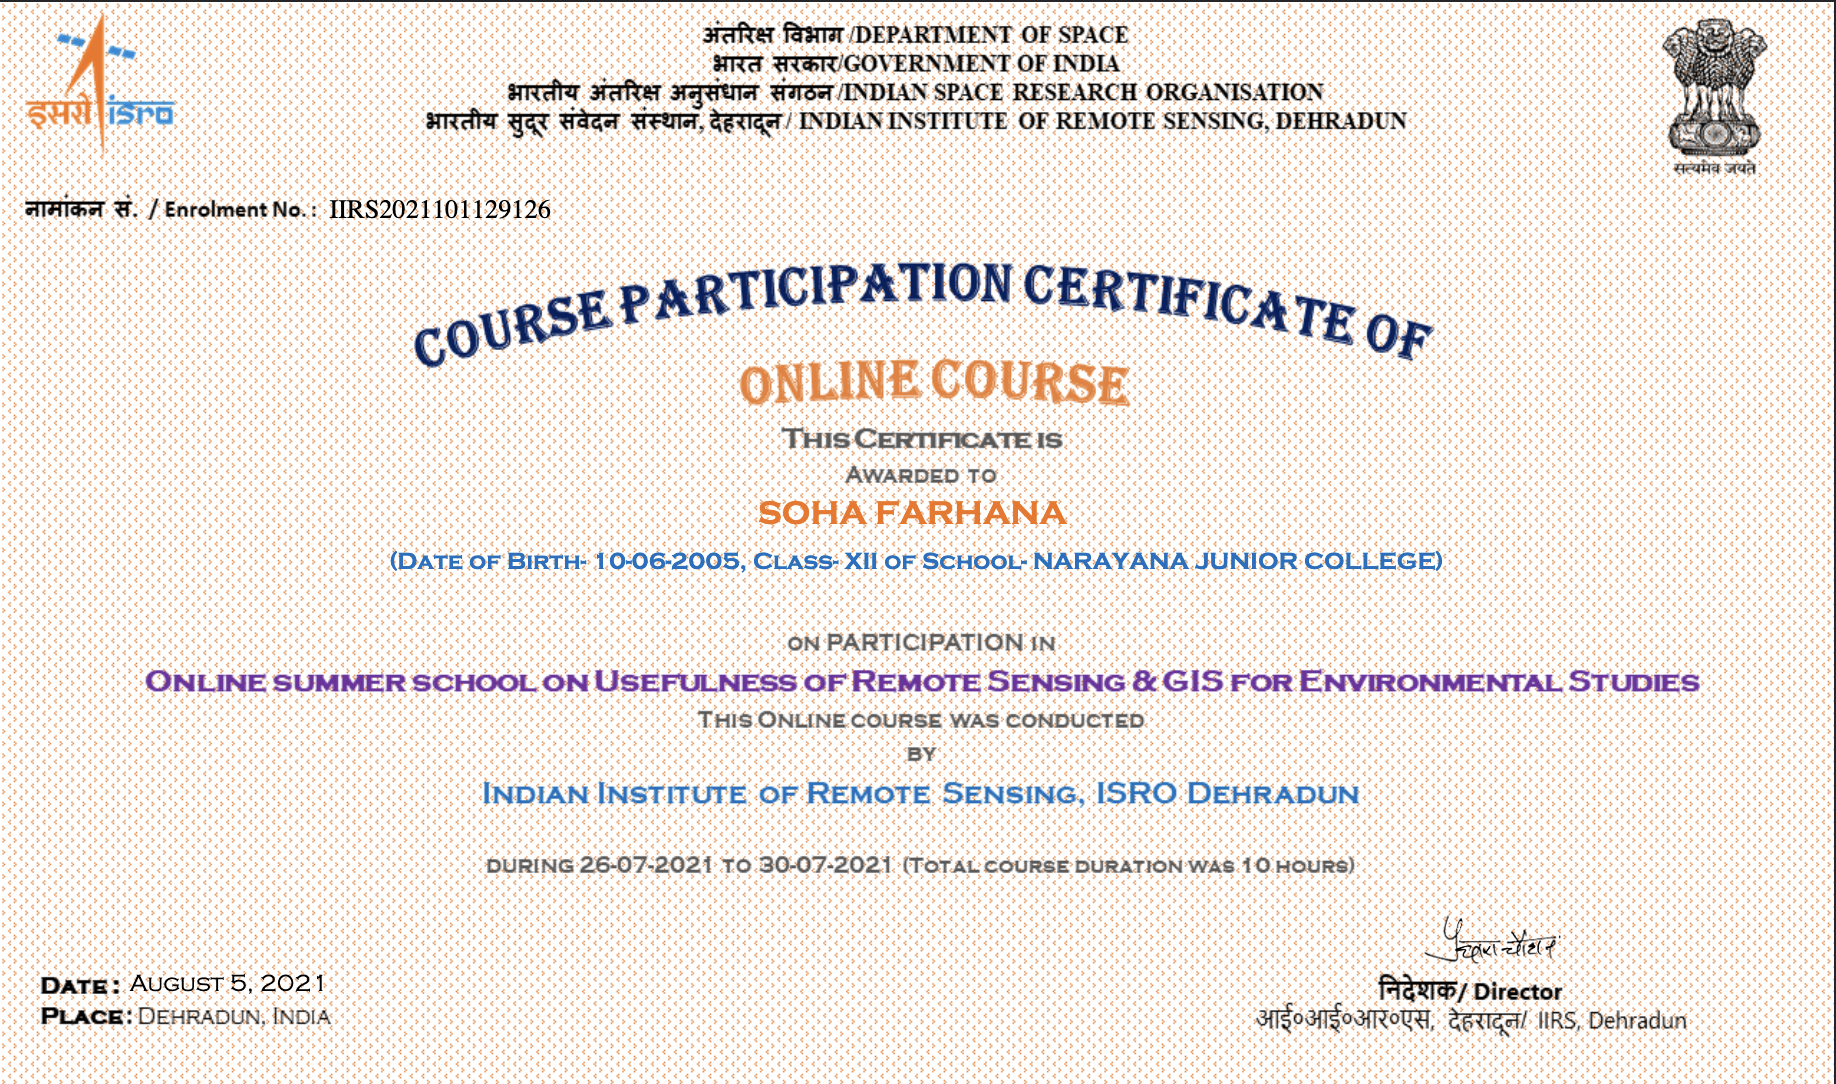 इसरो isro
अंतरिक्ष विभाग /DEPARTMENT OF SPACE
भारत सरकार/GOVERNMENT OF INDIA
भारतीय अंतरिक्ष अनुसंधान संगठन /INDIAN SPACE RESEARCH ORGANISATION
भारतीय सुदूर संवेदन संस्थान, देहरादून / INDIAN INSTITUTE OF REMOTE SENSING, DEHRADUN
सत्यमेव जयते
नामांकन सं. / Enrolment No. : IIRS2021101129126
COURSE PARTICIPATION CERTIFICATE OF
ONLINE COURSE
THIS CERTIFICATE IS
AWARDED TO
SOHA FARHANA
(DATE OF BIRTH- 10-06-2005, CLASS- XII OF SCHOOL- NARAYANA JUNIOR COLLEGE)
ON PARTICIPATION IN
ONLINE SUMMER SCHOOL ON USEFULNESS OF REMOTE SENSING & GIS FOR ENVIRONMENTAL STUDIES
THIS ONLINE COURSE WAS CONDUCTED
BY
INDIAN INSTITUTE OF REMOTE SENSING, ISRO DEHRADUN
DURING 26-07-2021 TO 30-07-2021 (TOTAL COURSE DURATION WAS 10 HOURS)
DATE : AUGUST 5, 2021
PLACE: DEHRADUN, INDIA
निदेशक/ Director
आई०आई०आर०एस, देहरादून/ IIRS, Dehradun